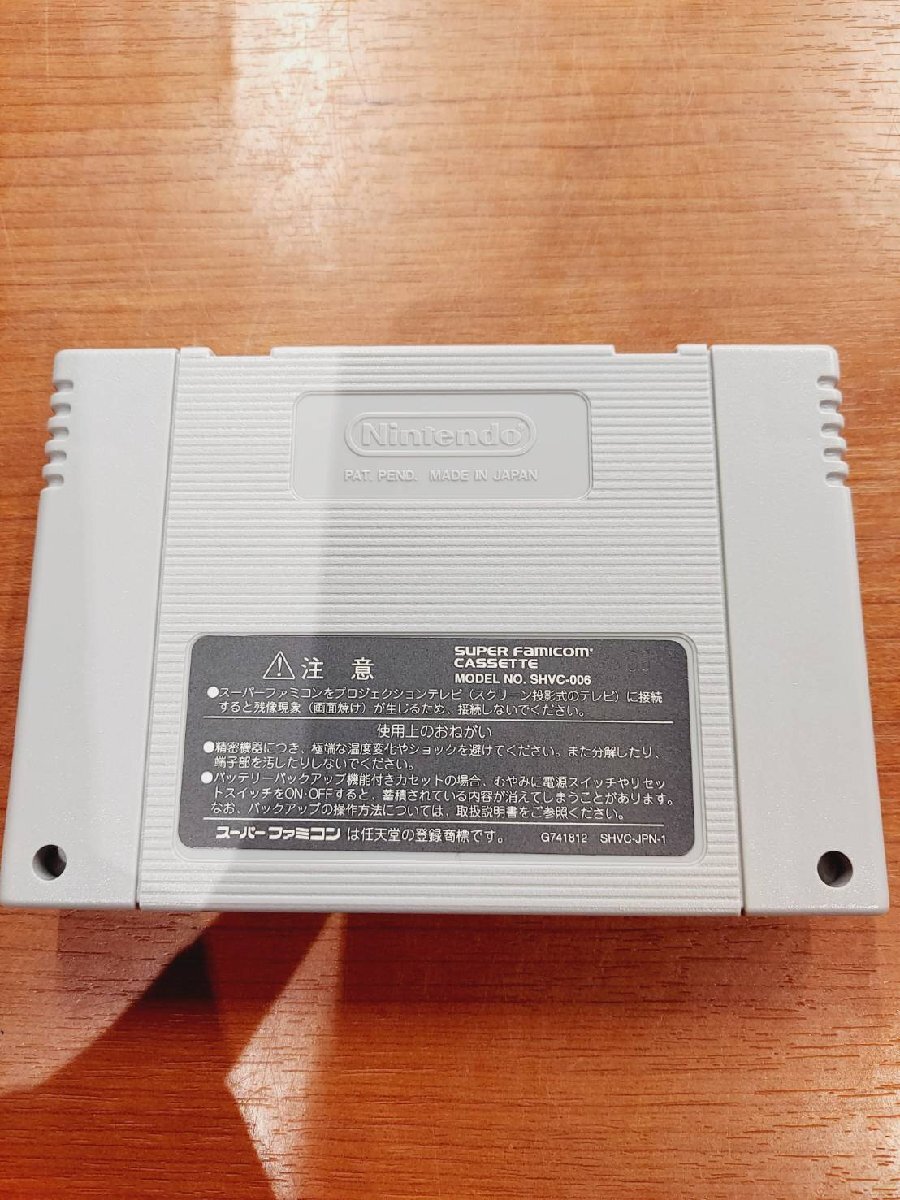 Nintendo
PAT. PEND. MADE IN JAPAN
⚠注意
SUPER FAMICOM
CASSETTE
MODEL NO. SHVC-006
●スーパーファミコンをプロジェクションテレビ(スクリーン投影式のテレビ)に接続
すると残像現象(画面焼け)が生じるため、接続しないでください。
使用上のおねがい
●精密機器につき、極端な温度変化やショックを避けてください。また分解したり、
端子部を汚したりしないでください。
●バッテリーバックアップ機能付きカセットの場合、むやみに電源スイッチやリセッ
トスイッチをON・OFFすると、蓄積されている内容が消えてしまうことがあります。
なお、バックアップの操作方法については、取扱説明書をご参照ください。
スーパーファミコンは任天堂の登録商標です。 G741812 SHVC-JPN-1